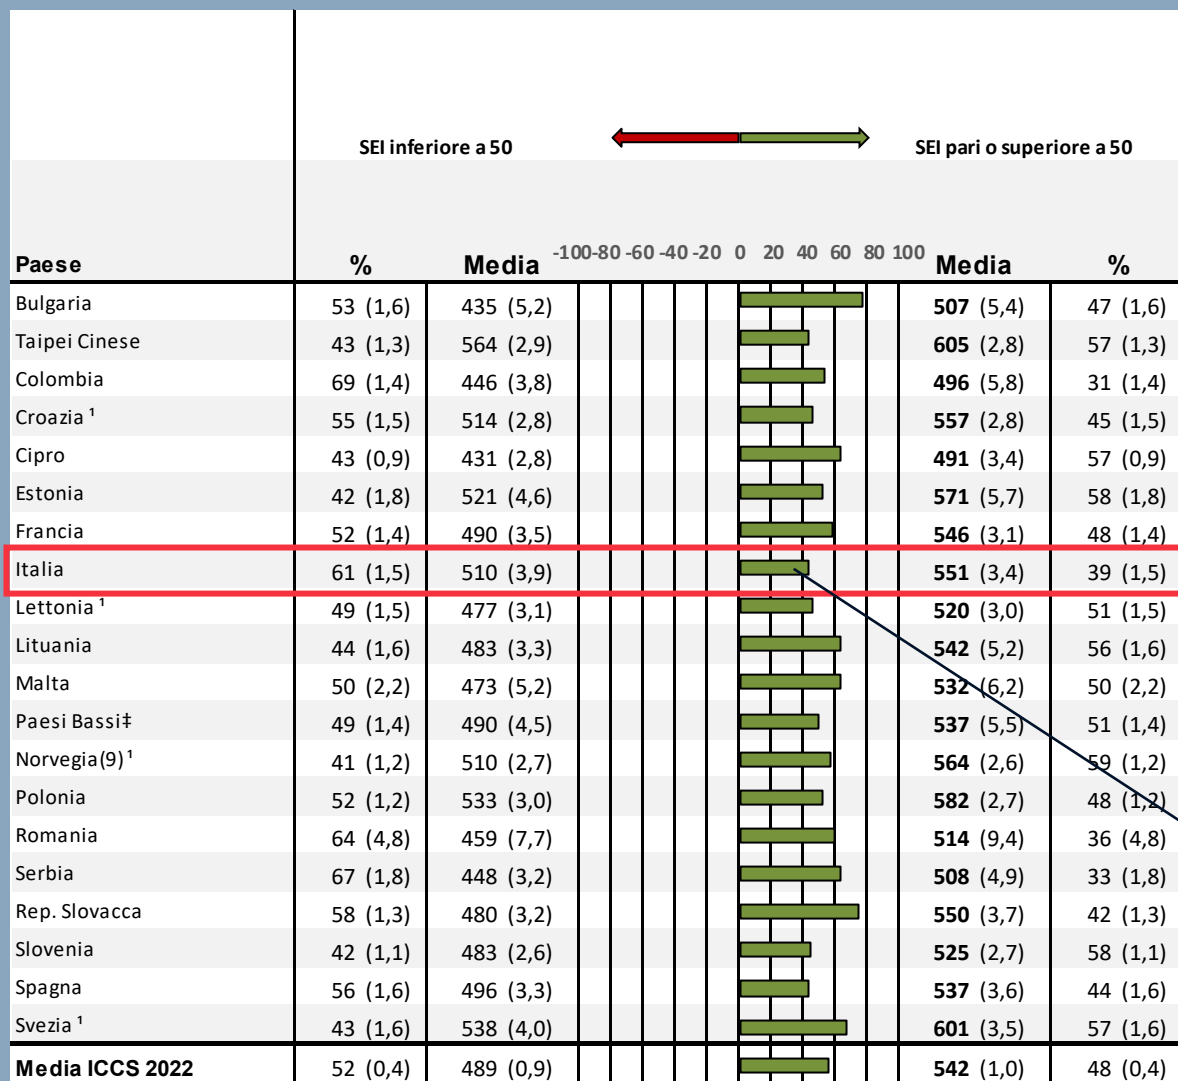 SEI inferiore a 50 SEI pari o superiore a 50
Paese % Media -100 -80 -60 -40 -20 0 20 40 60 80 100 Media %
Bulgaria 53 (1,6) 435 (5,2) 507 (5,4) 47 (1,6)
Taipei Cinese 43 (1,3) 564 (2,9) 605 (2,8) 57 (1,3)
Colombia 69 (1,4) 446 (3,8) 496 (5,8) 31 (1,4)
Croazia ¹ 55 (1,5) 514 (2,8) 557 (2,8) 45 (1,5)
Cipro 43 (0,9) 431 (2,8) 491 (3,4) 57 (0,9)
Estonia 42 (1,8) 521 (4,6) 571 (5,7) 58 (1,8)
Francia 52 (1,4) 490 (3,5) 546 (3,1) 48 (1,4)
Italia 61 (1,5) 510 (3,9) 551 (3,4) 39 (1,5)
Lettonia ¹ 49 (1,5) 477 (3,1) 520 (3,0) 51 (1,5)
Lituania 44 (1,6) 483 (3,3) 542 (5,2) 56 (1,6)
Malta 50 (2,2) 473 (5,2) 532 (6,2) 50 (2,2)
Paesi Bassi‡ 49 (1,4) 490 (4,5) 537 (5,5) 51 (1,4)
Norvegia(9) ¹ 41 (1,2) 510 (2,7) 564 (2,6) 59 (1,2)
Polonia 52 (1,2) 533 (3,0) 582 (2,7) 48 (1,2)
Romania 64 (4,8) 459 (7,7) 514 (9,4) 36 (4,8)
Serbia 67 (1,8) 448 (3,2) 508 (4,9) 33 (1,8)
Rep. Slovacca 58 (1,3) 480 (3,2) 550 (3,7) 42 (1,3)
Slovenia 42 (1,1) 483 (2,6) 525 (2,7) 58 (1,1)
Spagna 56 (1,6) 496 (3,3) 537 (3,6) 44 (1,6)
Svezia ¹ 43 (1,6) 538 (4,0) 601 (3,5) 57 (1,6)
Media ICCS 2022 52 (0,4) 489 (0,9) 542 (1,0) 48 (0,4)